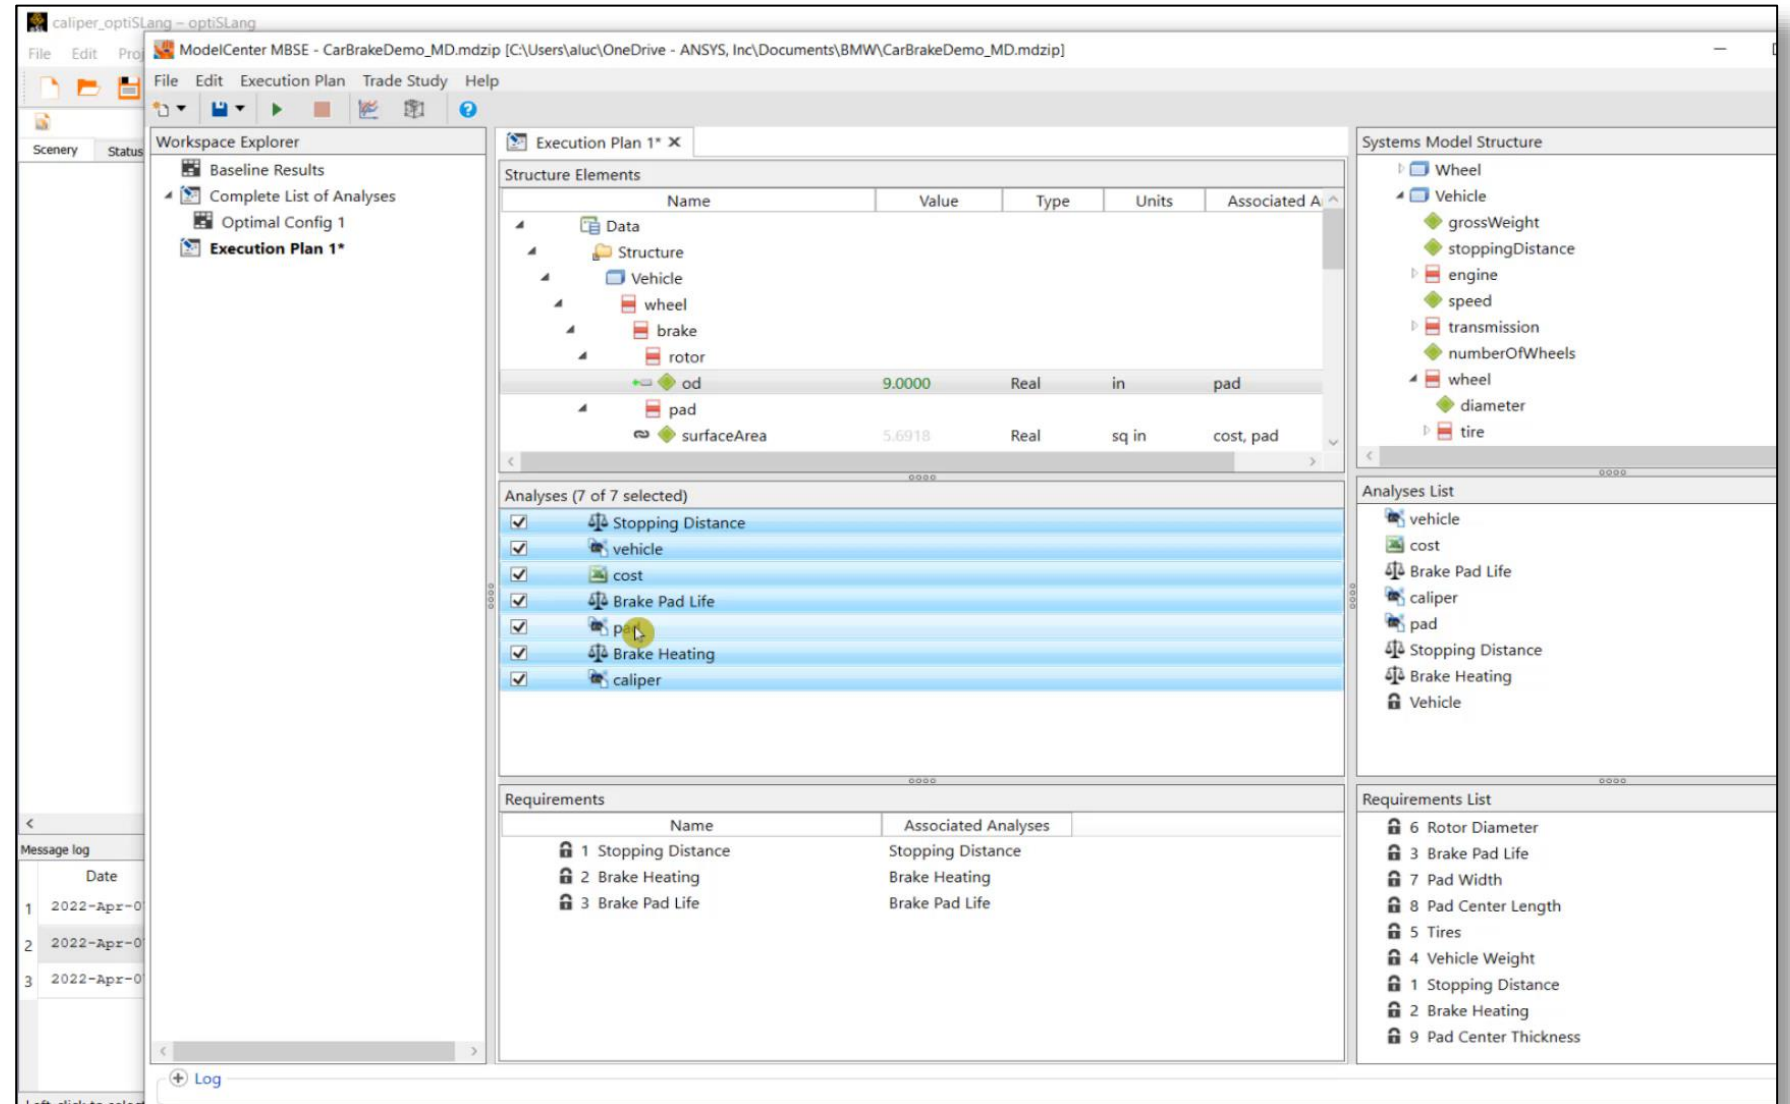 caliper_optiSLang – optiSLang
File Edit Proj
Scenery Status
<
Message log
Date
1 2022-Apr-0
2 2022-Apr-0
3 2022-Apr-0
ModelCenter MBSE - CarBrakeDemo_MD.mdzip [C:\Users\aluc\OneDrive - ANSYS, Inc\Documents\BMW\CarBrakeDemo_MD.mdzip]
File Edit Execution Plan Trade Study Help
Workspace Explorer
Baseline Results
Complete List of Analyses
Optimal Config 1
Execution Plan 1*
Execution Plan 1* X
Structure Elements
Name Value Type Units Associated A
Data
Structure
Vehicle
wheel
brake
rotor
od 9.0000 Real in pad
pad
surfaceArea 5.6918 Real sq in cost, pad
Analyses (7 of 7 selected)
Stopping Distance
vehicle
cost
Brake Pad Life
pad
Brake Heating
caliper
Requirements
Name Associated Analyses
1 Stopping Distance Stopping Distance
2 Brake Heating Brake Heating
3 Brake Pad Life Brake Pad Life
Systems Model Structure
Wheel
Vehicle
grossWeight
stoppingDistance
engine
speed
transmission
numberOfWheels
wheel
diameter
tire
Analyses List
vehicle
cost
Brake Pad Life
caliper
pad
Stopping Distance
Brake Heating
Vehicle
Requirements List
6 Rotor Diameter
3 Brake Pad Life
7 Pad Width
8 Pad Center Length
5 Tires
4 Vehicle Weight
1 Stopping Distance
2 Brake Heating
9 Pad Center Thickness
Log